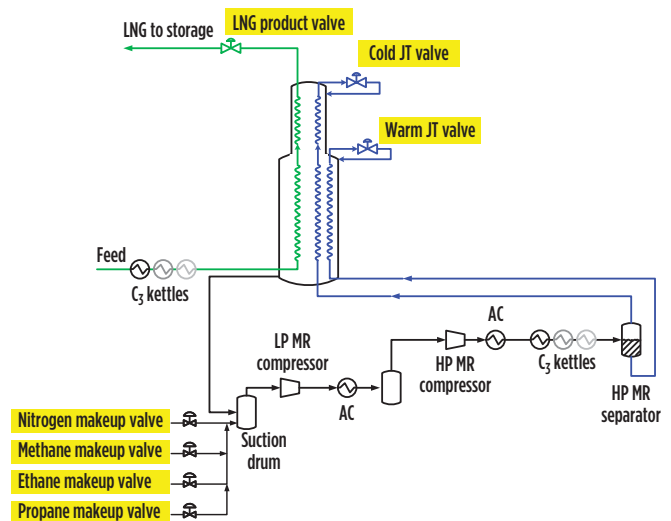 LNG product valve
LNG to storage
Cold JT valve
Warm JT valve
Feed
C₃ kettles
AC
LP MR
compressor
HP MR
compressor
C₃ kettles
HP MR
separator
AC
Suction
drum
Nitrogen makeup valve
Methane makeup valve
Ethane makeup valve
Propane makeup valve